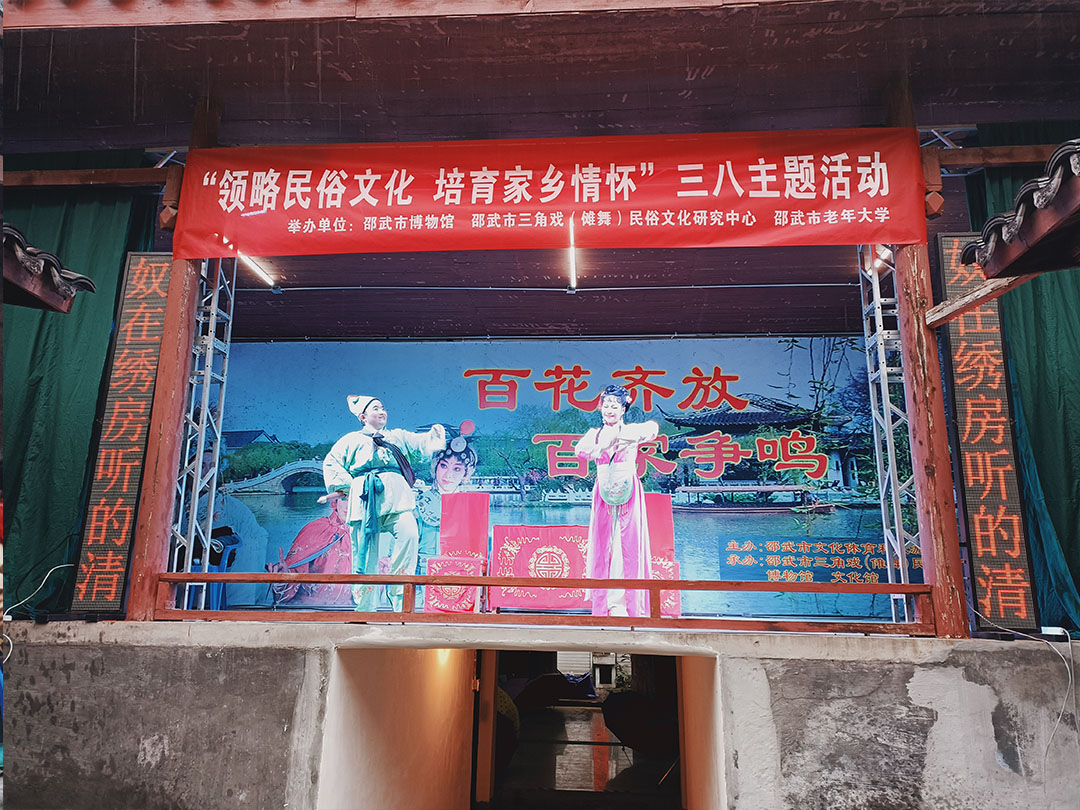 “领略民俗文化 培育家乡情怀” 三八主题活动
举办单位：邵武市博物馆 邵武市三角戏（傩舞）民俗文化研究中心 邵武市老年大学
奴在绣房听的清
百花齐放
百家争鸣
主办：邵武市文化体育和
承办：邵武市三角戏（傩
博物馆 文化馆
在绣房听的清